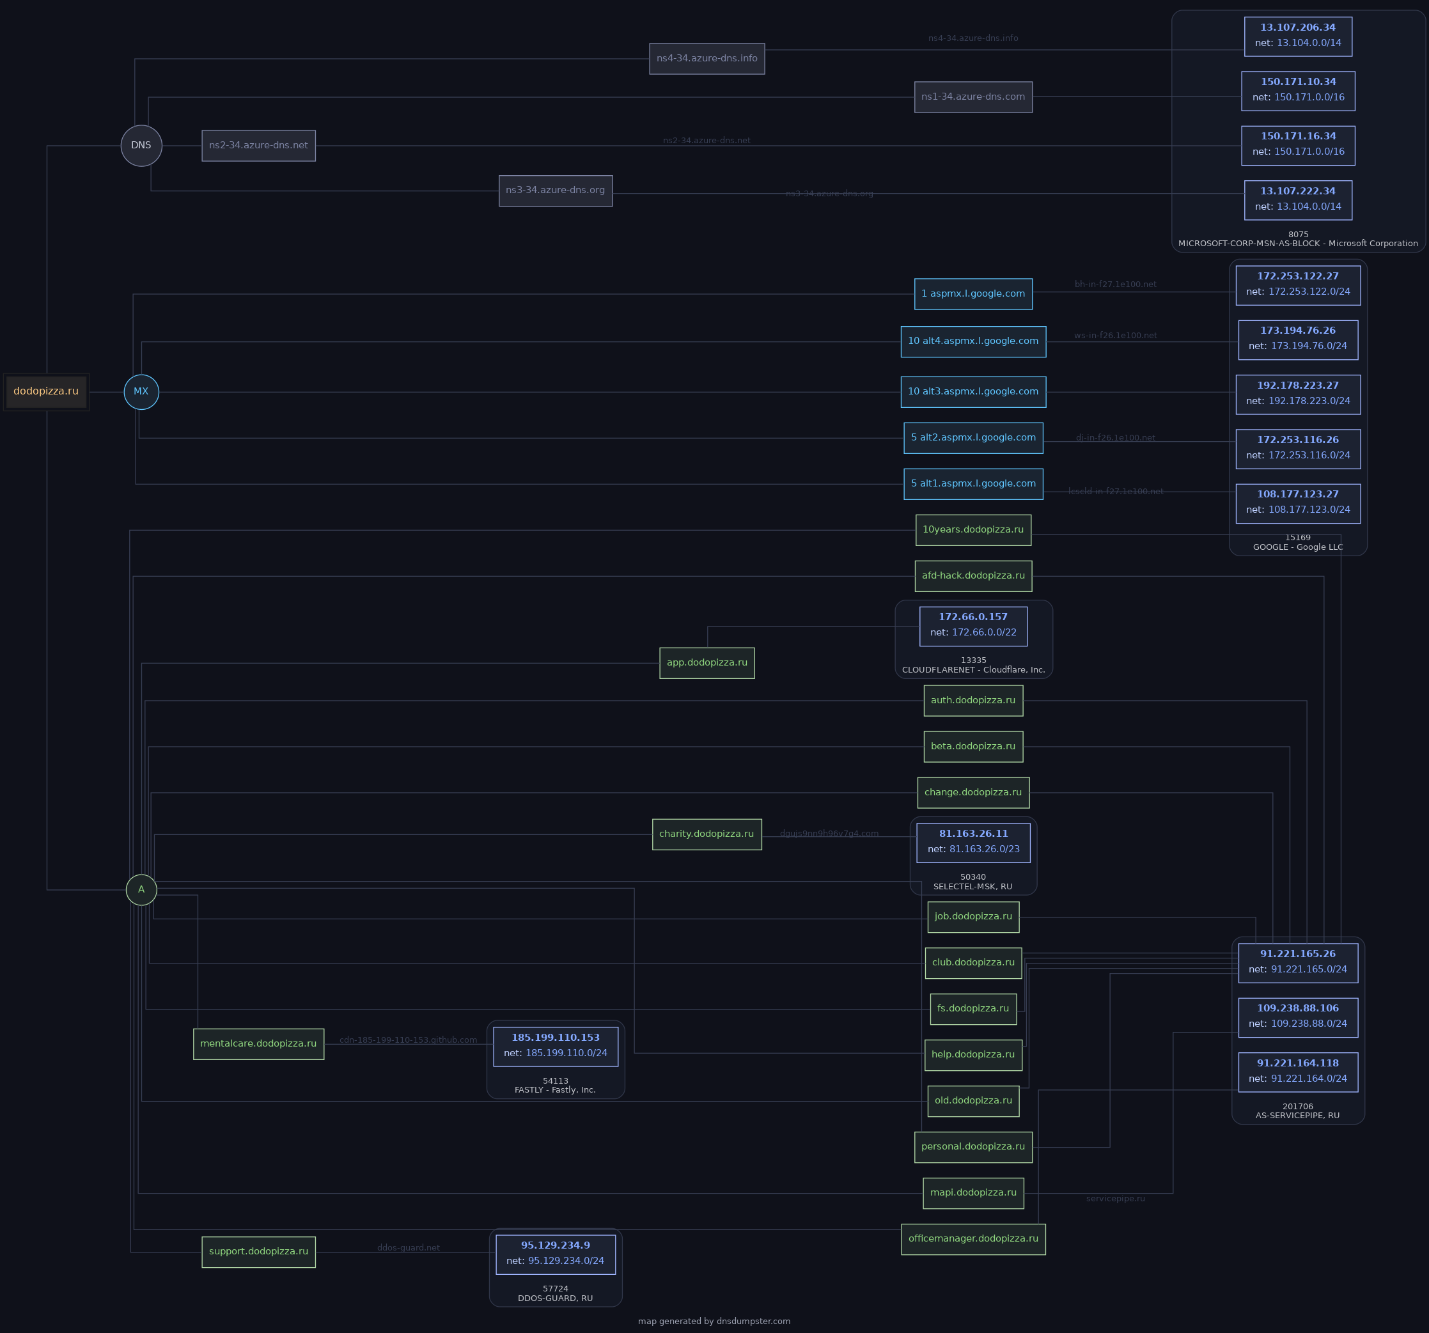 ns4-34.azure-dns.info
ns4-34.azure-dns.info
13.107.206.34
net: 13.104.0.0/14
ns1-34.azure-dns.com
150.171.10.34
net: 150.171.0.0/16
DNS
ns2-34.azure-dns.net
ns2-34.azure-dns.net
150.171.16.34
net: 150.171.0.0/16
ns3-34.azure-dns.org
ns3-34.azure-dns.org
13.107.222.34
net: 13.104.0.0/14
8075
MICROSOFT-CORP-MSN-AS-BLOCK - Microsoft Corporation
1 aspmx.l.google.com
bh-in-f27.1e100.net
172.253.122.27
net: 172.253.122.0/24
10 alt4.aspmx.l.google.com
ws-in-f26.1e100.net
173.194.76.26
net: 173.194.76.0/24
dodopizza.ru
MX
10 alt3.aspmx.l.google.com
192.178.223.27
net: 192.178.223.0/24
5 alt2.aspmx.l.google.com
172.253.116.26
net: 172.253.116.0/24
5 alt1.aspmx.l.google.com
108.177.123.27
net: 108.177.123.0/24
15169
GOOGLE - Google LLC
10years.dodopizza.ru
afd-hack.dodopizza.ru
172.66.0.157
net: 172.66.0.0/22
13335
CLOUDFLARENET - Cloudflare, Inc.
app.dodopizza.ru
auth.dodopizza.ru
beta.dodopizza.ru
change.dodopizza.ru
charity.dodopizza.ru
81.163.26.11
net: 81.163.26.0/23
50340
SELECTEL-MSK, RU
A
job.dodopizza.ru
club.dodopizza.ru
91.221.165.26
net: 91.221.165.0/24
fs.dodopizza.ru
109.238.88.106
net: 109.238.88.0/24
mentalcare.dodopizza.ru
cdn-185-199-110-153.github.com
185.199.110.153
net: 185.199.110.0/24
54113
FASTLY - Fastly, Inc.
help.dodopizza.ru
91.221.164.118
net: 91.221.164.0/24
201706
AS-SERVICEPIPE, RU
old.dodopizza.ru
personal.dodopizza.ru
mapi.dodopizza.ru
servicepipe.ru
officemanager.dodopizza.ru
support.dodopizza.ru
ddos-guard.net
95.129.234.9
net: 95.129.234.0/24
57724
DDOS-GUARD, RU
map generated by dnsdumpster.com